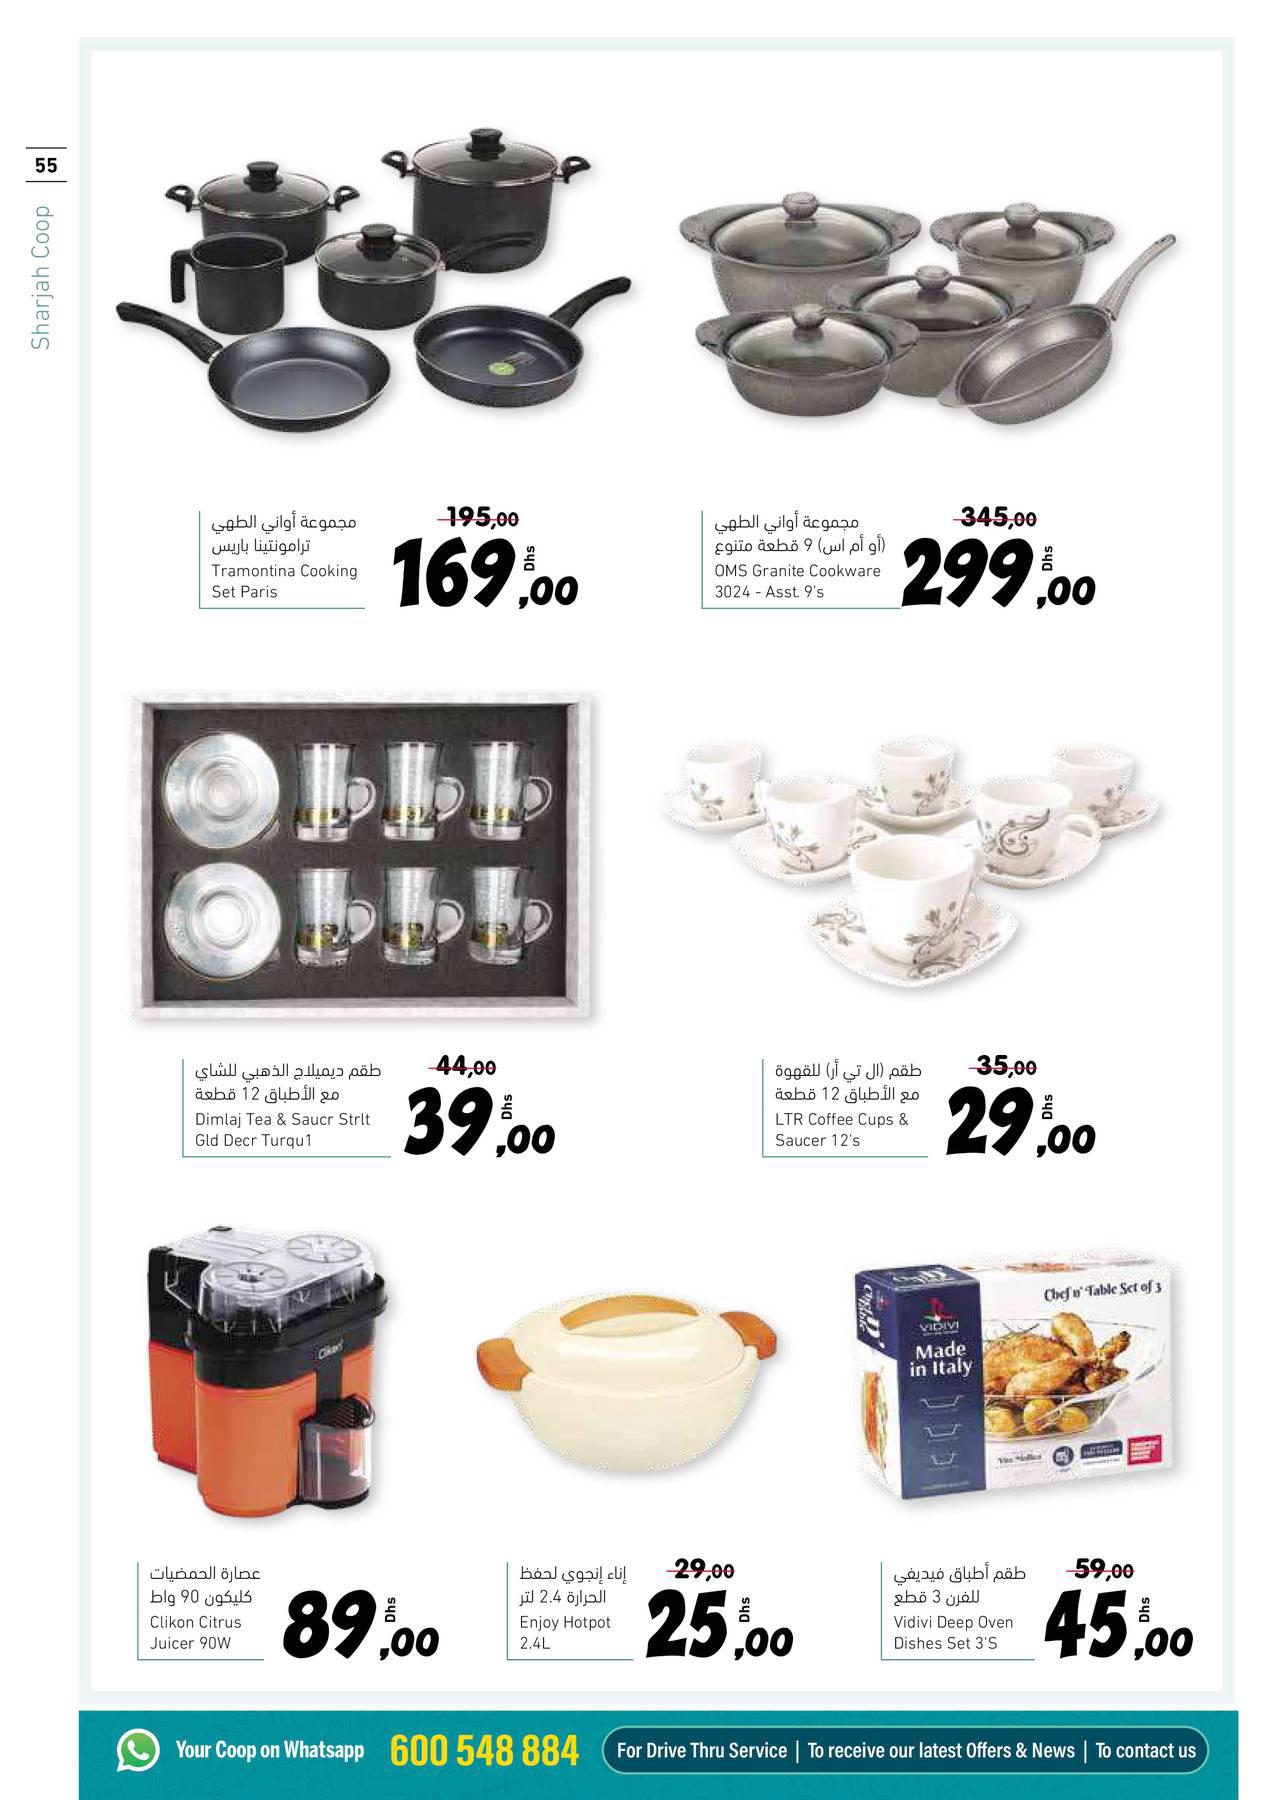 55
Sharjah Coop
مجموعة أواني الطهي
ترامونتينا باريس
Tramontina Cooking
Set Paris
195,00
169,00 Dhs
مجموعة أواني الطهي
(أو أم اس) 9 قطعة متنوع
OMS Granite Cookware
3024 - Asst. 9's
345,00
299,00 Dhs
طقم ديميلاج الذهبي للشاي
مع الأطباق 12 قطعة
Dimlaj Tea & Saucr Strlt
Gld Decr Turqu1
44,00
39,00 Dhs
طقم (ال تي أر) للقهوة
مع الأطباق 12 قطعة
LTR Coffee Cups &
Saucer 12's
35,00
29,00 Dhs
Clikon
Chef n' Table Set of 3
VIDIVI
Made
in Italy
عصارة الحمضيات
كليكون 90 واط
Clikon Citrus
Juicer 90W
89,00 Dhs
إناء إنجوي لحفظ
الحرارة 2.4 لتر
Enjoy Hotpot
2.4L
29,00
25,00 Dhs
طقم أطباق فيديفي
للفرن 3 قطع
Vidivi Deep Oven
Dishes Set 3'S
59,00
45,00 Dhs
Your Coop on Whatsapp
600 548 884
For Drive Thru Service | To receive our latest Offers & News | To contact us